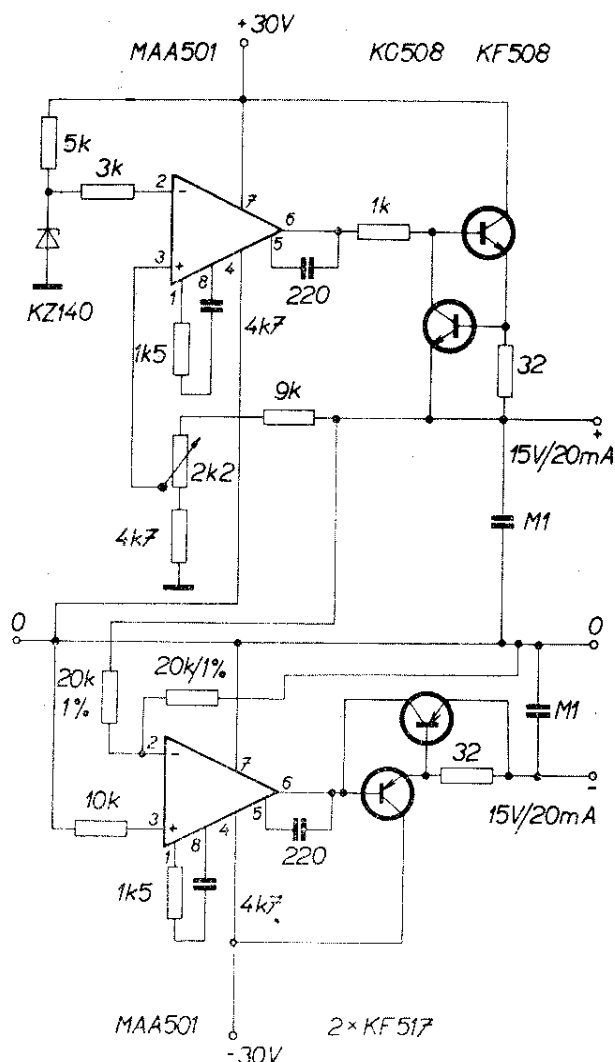 +30V
MAA501 KC508 KF508
5k
3k
2
7
6
1k
3
5
4
8
1
220
KZ140
4k7
1k5
32
9k
+
15V/20mA
2k2
M1
4k7
0 0
20k/1%
20k
1%
M1
2
7
32
6
10k
5
-
3
4
15V/20mA
8
1
220
1k5
4k7
MAA501 2×KF517
-30V